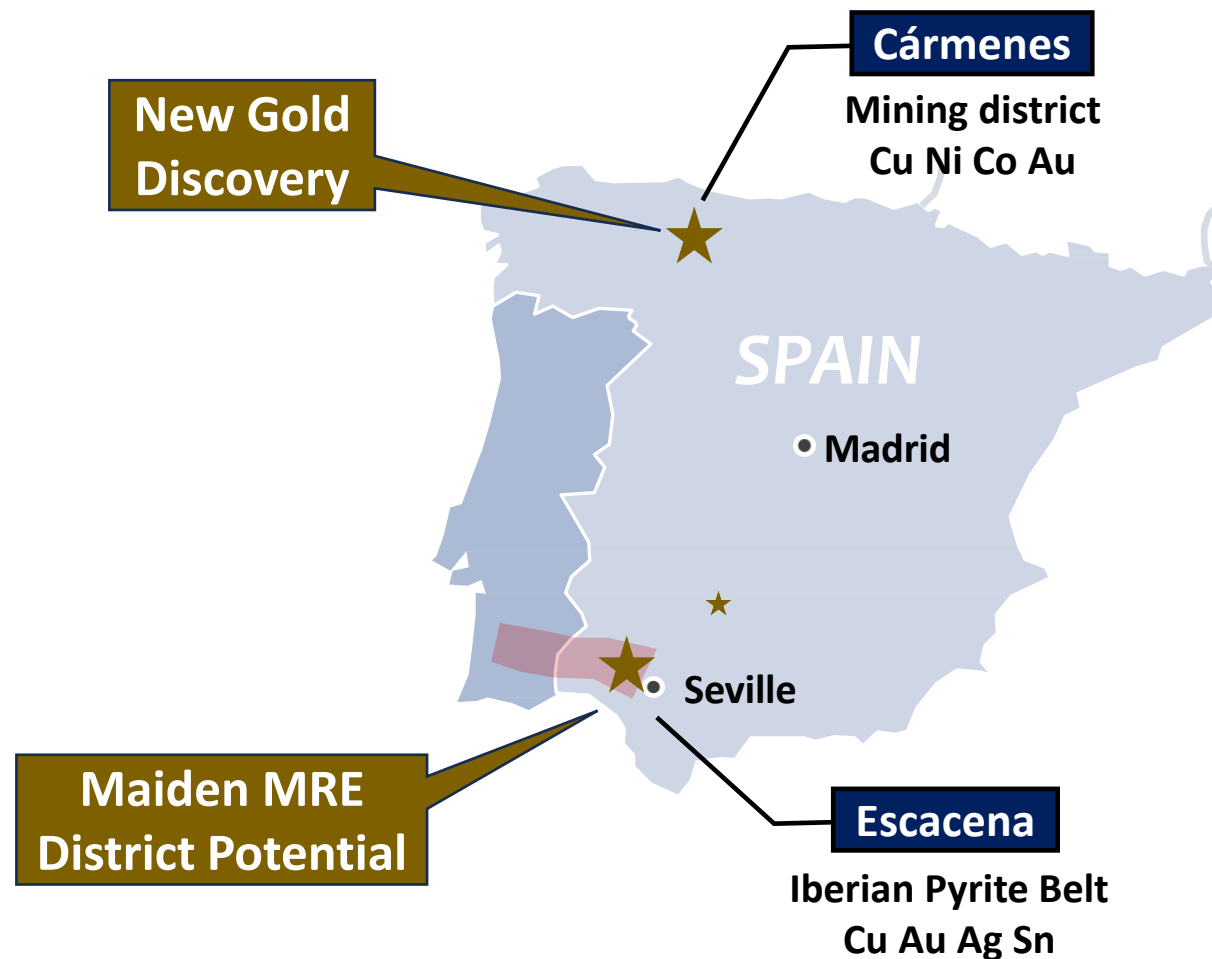 Cármenes
Mining district
Cu Ni Co Au
New Gold
Discovery
SPAIN
Madrid
Seville
Maiden MRE
District Potential
Escacena
Iberian Pyrite Belt
Cu Au Ag Sn